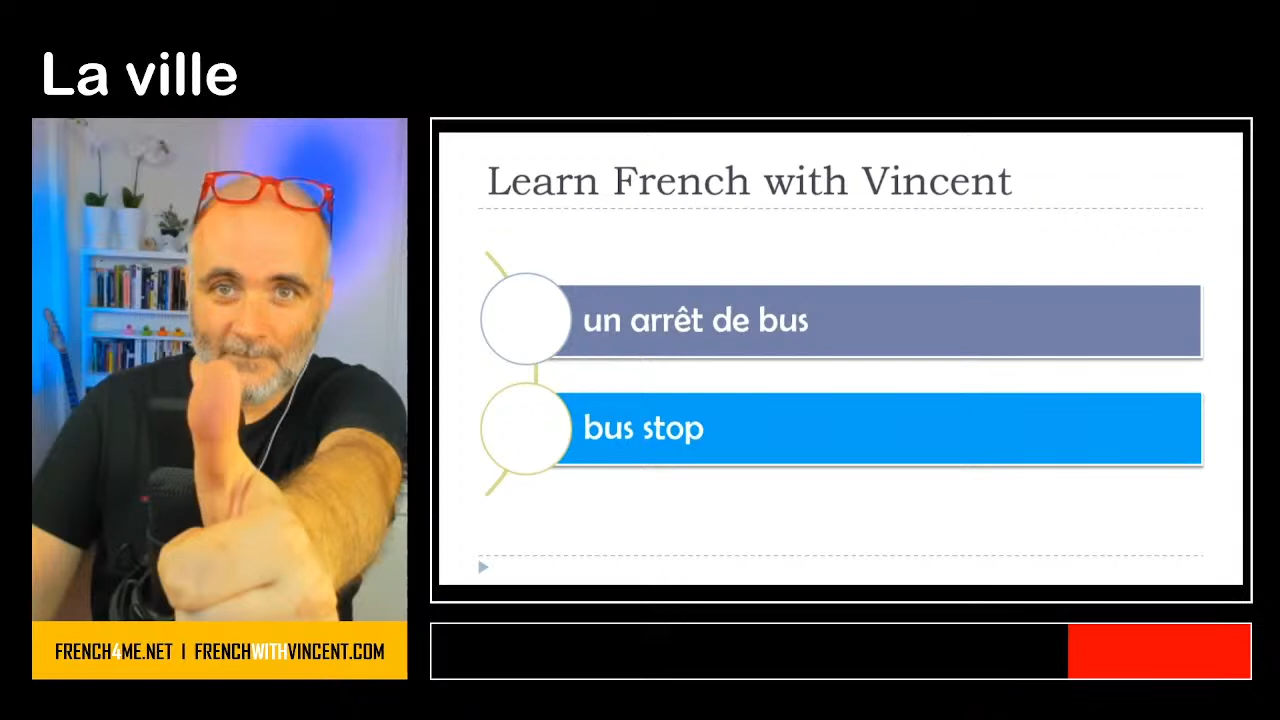 La ville
Learn French with Vincent
un arrêt de bus
bus stop
FRENCH4ME.NET I FRENCHWITHVINCENT.COM